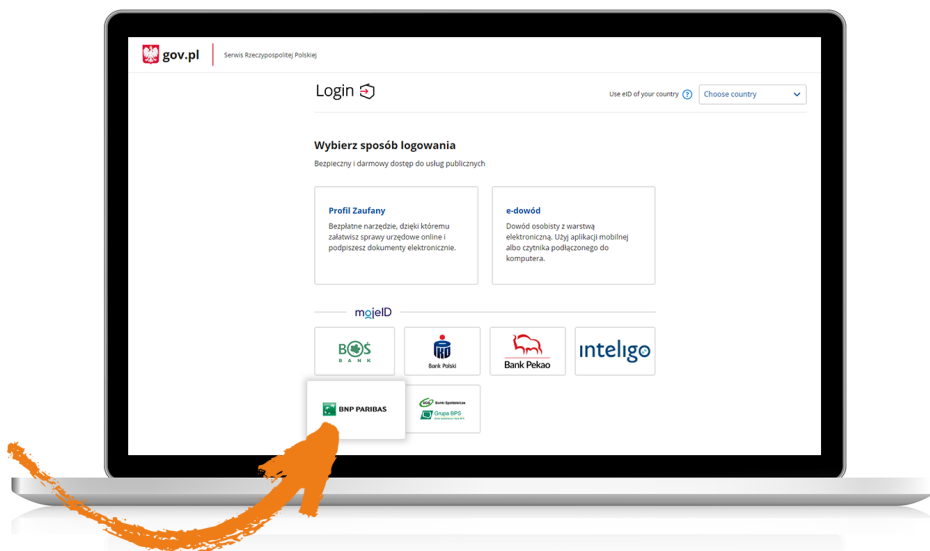 gov.pl
Serwis Rzeczypospolitej Polskiej
Login
Use eID of your country ?
Choose country
Wybierz sposób logowania
Bezpieczny i darmowy dostęp do usług publicznych
Profil Zaufany
Bezpłatne narzędzie, dzięki któremu
załatwisz sprawy urzędowe online i
podpiszesz dokumenty elektronicznie.
e-dowód
Dowód osobisty z warstwą
elektroniczną. Użyj aplikacji mobilnej
albo czytnika podłączonego do
komputera.
mojeID
BOŚ
BANK
Bank Polski
Bank Pekao
inteligo
BNP PARIBAS
Banki Spółdzielcze
Grupa BPS